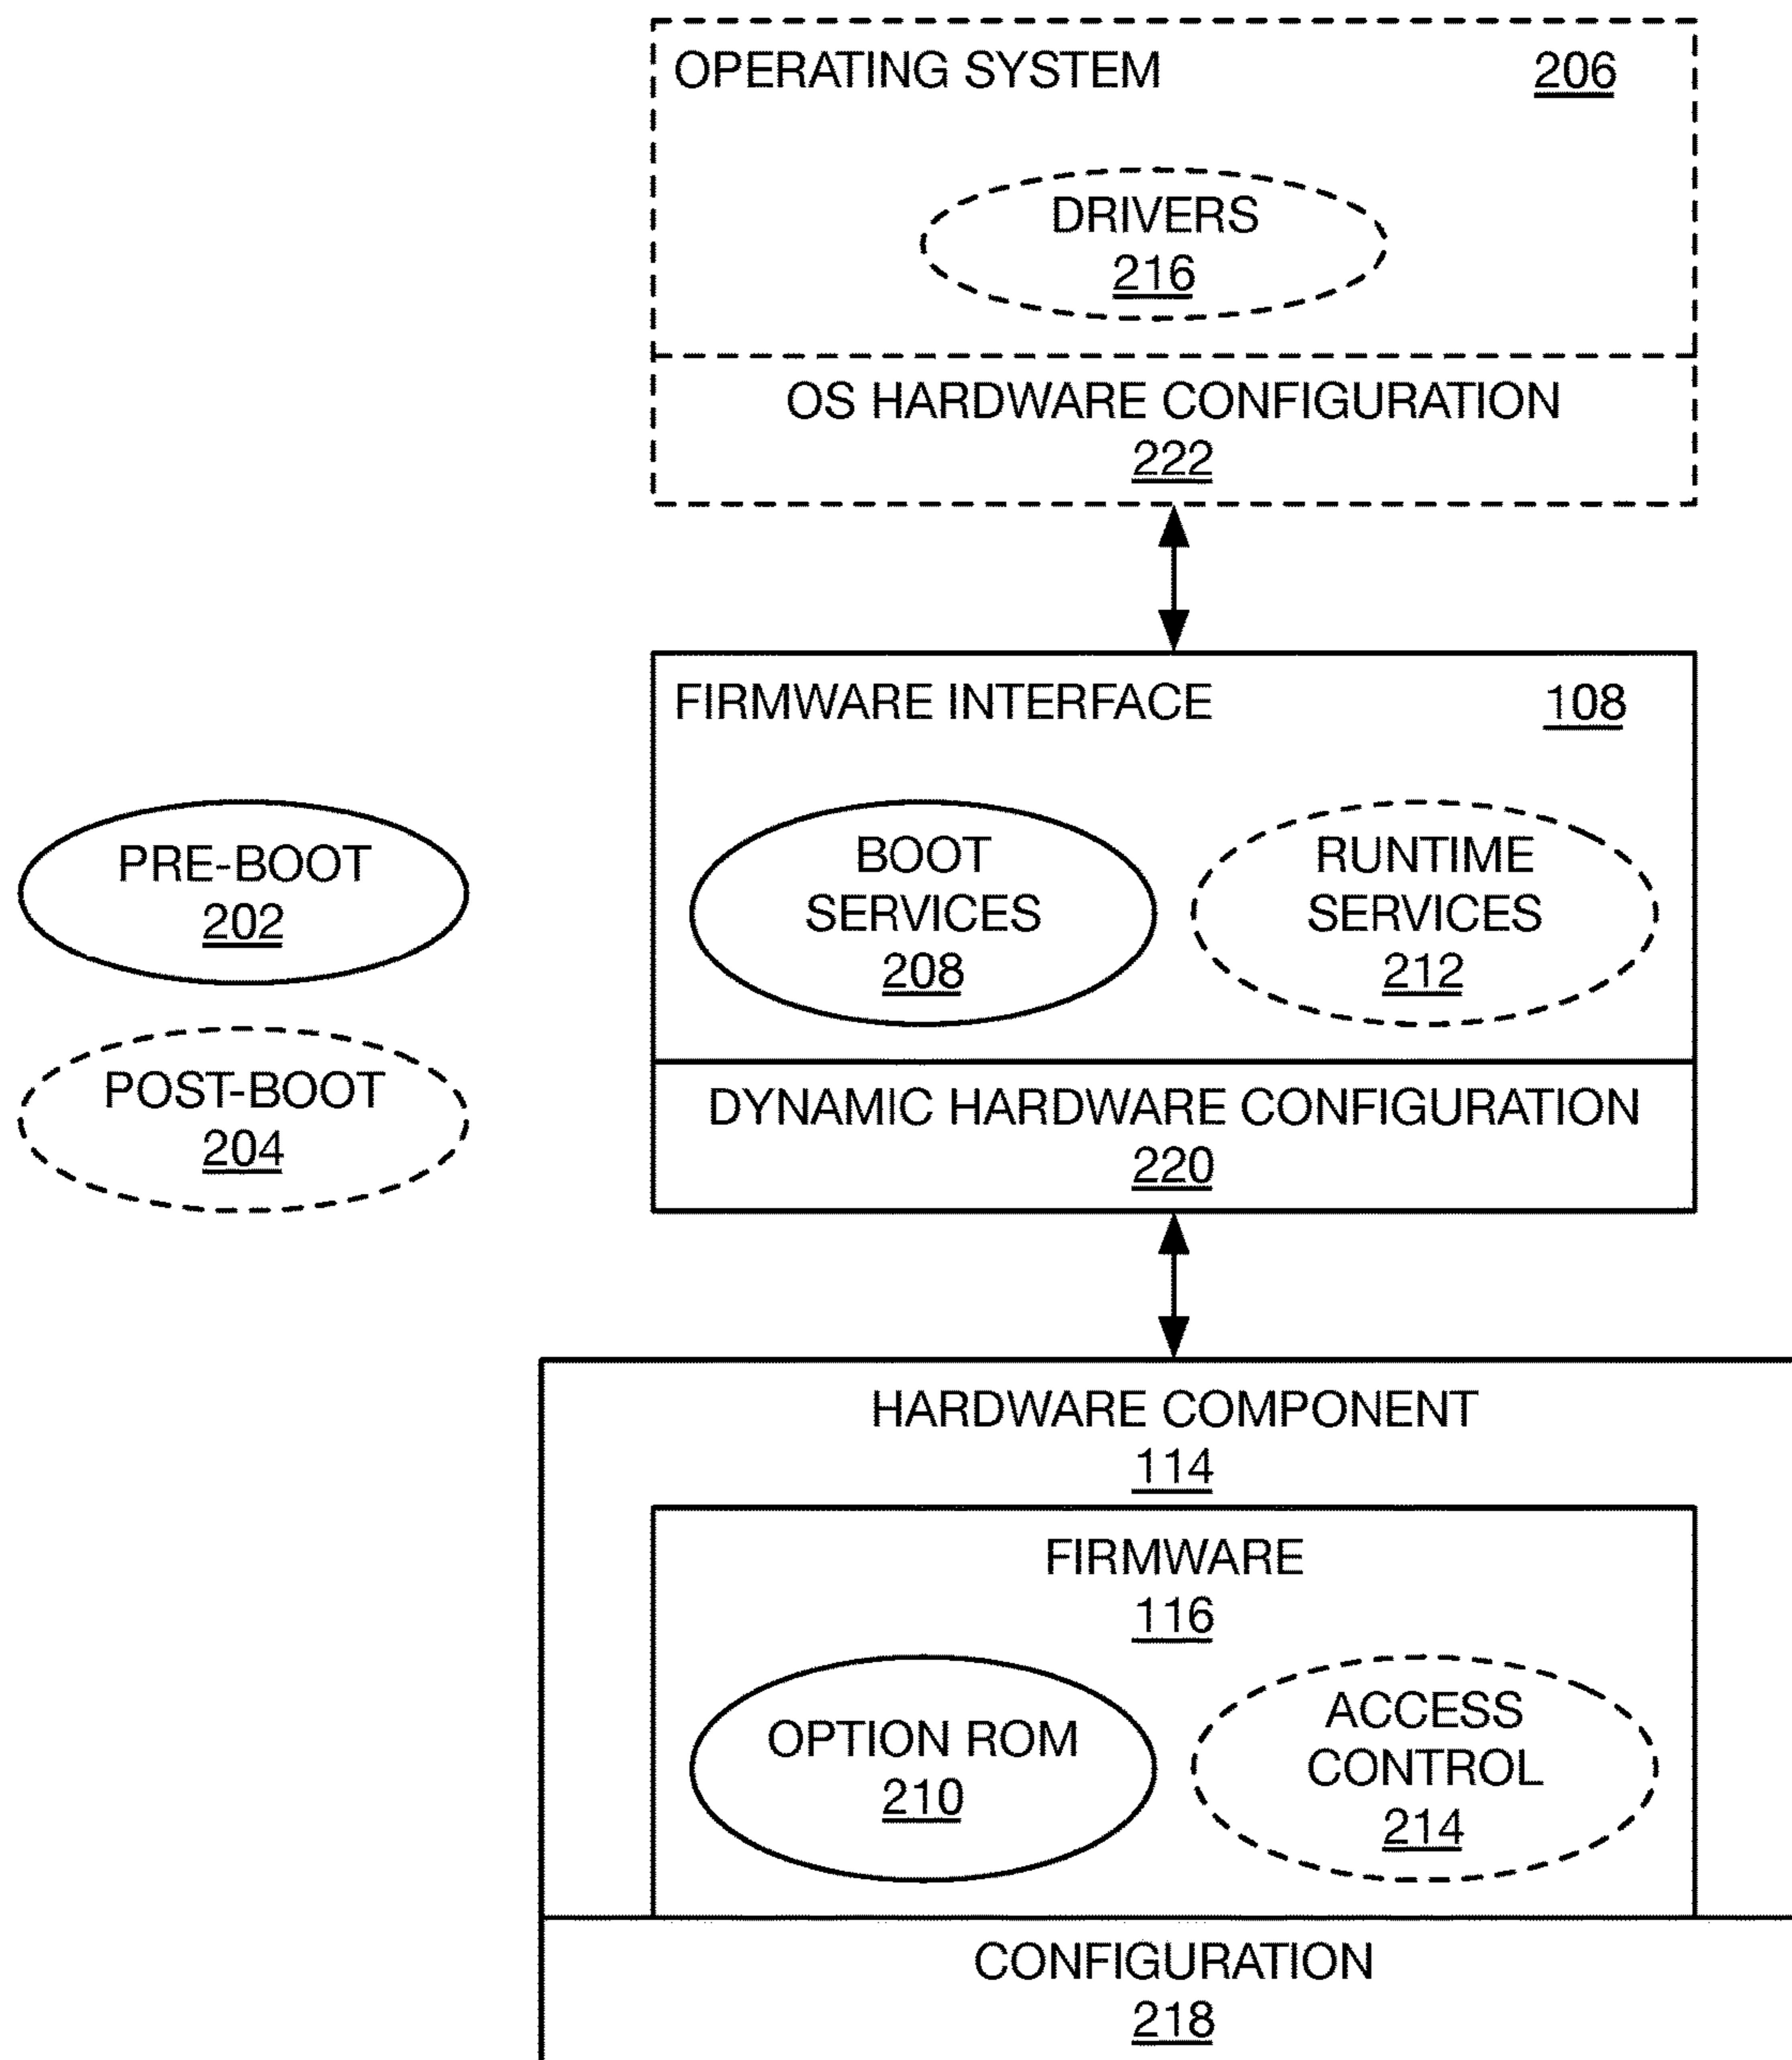 OPERATING SYSTEM 206
DRIVERS
216
OS HARDWARE CONFIGURATION
222
FIRMWARE INTERFACE 108
PRE-BOOT
202
POST-BOOT
204
BOOT
SERVICES
208
RUNTIME
SERVICES
212
DYNAMIC HARDWARE CONFIGURATION
220
HARDWARE COMPONENT
114
FIRMWARE
116
OPTION ROM
210
ACCESS
CONTROL
214
CONFIGURATION
218